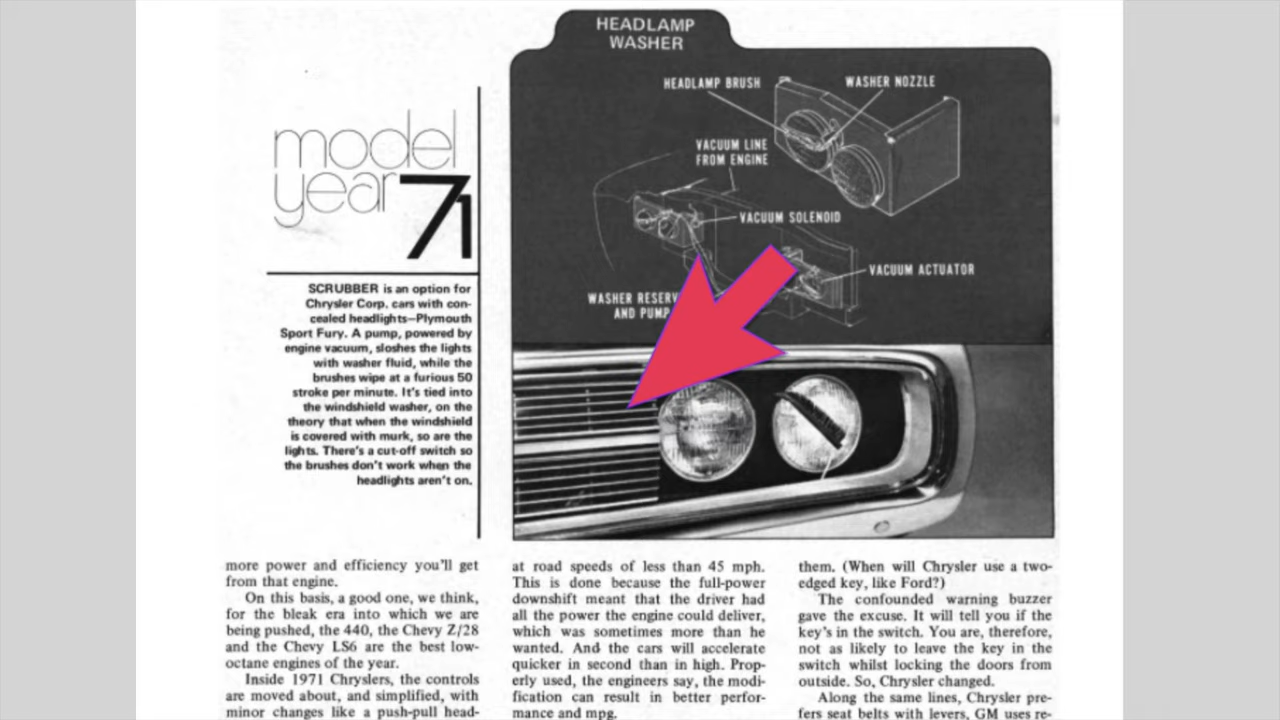 HEADLAMP
WASHER
HEADLAMP BRUSH
WASHER NOZZLE
VACUUM LINE
FROM ENGINE
VACUUM SOLENOID
VACUUM ACTUATOR
WASHER
AND PUMP
model
year 71
SCRUBBER is an option for
Chrysler Corp. cars with con-
cealed headlights—Plymouth
Sport Fury. A pump, powered by
engine vacuum, sloshes the lights
with washer fluid, while the
brushes wipe at a furious 50
stroke per minute. It's tied into
the windshield washer, on the
theory that when the windshield
is covered with murk, so are the
lights. There's a cut-off switch so
the brushes don't work when the
headlights aren't on.
more power and efficiency you'll get
from that engine.
On this basis, a good one, we think,
for the bleak era into which we are
being pushed, the 440, the Chevy Z/28
and the Chevy LS6 are the best low-
octane engines of the year.
Inside 1971 Chryslers, the controls
are moved about, and simplified, with
minor changes like a push-pull head-
at road speeds of less than 45 mph.
This is done because the full-power
downshift meant that the driver had
all the power the engine could deliver,
which was sometimes more than he
wanted. And the cars will accelerate
quicker in second than in high. Prop-
erly used, the engineers say, the modi-
fication can result in better perfor-
mance and mpg.
them. (When will Chrysler use a two-
edged key, like Ford?)
The confounded warning buzzer
gave the excuse. It will tell you if the
key's in the switch. You are, therefore,
not as likely to leave the key in the
switch whilst locking the doors from
outside. So, Chrysler changed.
Along the same lines, Chrysler pre-
fers seat belts with levers, GM uses re-